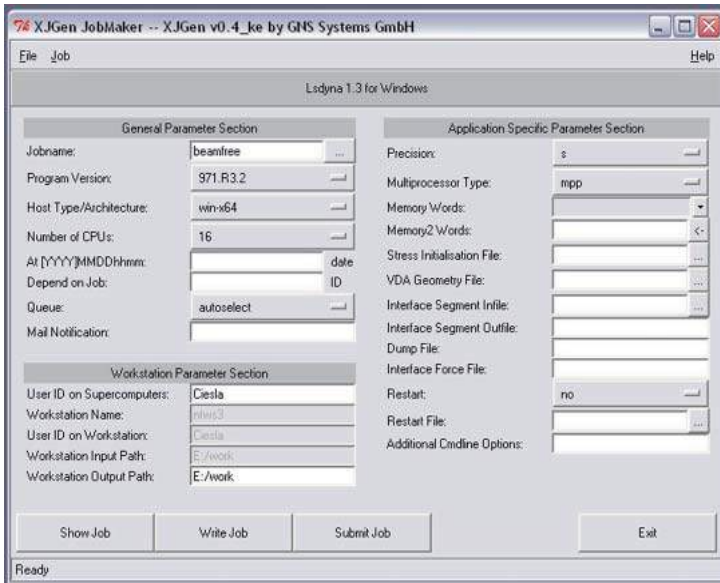 XJGen JobMaker -- XJGen v0.4_ke by GNS Systems GmbH
File Job Help
Lsdyna 1.3 for Windows
General Parameter Section
Jobname: beamfree ...
Program Version: 971.R3.2
Host Type/Architecture: win-x64
Number of CPUs: 16
At [YYYY]MMDDhhmm: date
Depend on Job: ID
Queue: autoselect
Mail Notification:
Workstation Parameter Section
User ID on Supercomputers: Ciesla
Workstation Name: ntws3
User ID on Workstation: Ciesla
Workstation Input Path: E:/work
Workstation Output Path: E:/work
Application Specific Parameter Section
Precision: s
Multiprocessor Type: mpp
Memory Words:
Memory2 Words: <-
Stress Initialisation File: ...
VDA Geometry File: ...
Interface Segment Infile: ...
Interface Segment Outfile:
Dump File:
Interface Force File:
Restart: no
Restart File: ...
Additional Cmdline Options:
Show Job Write Job Submit Job Exit
Ready